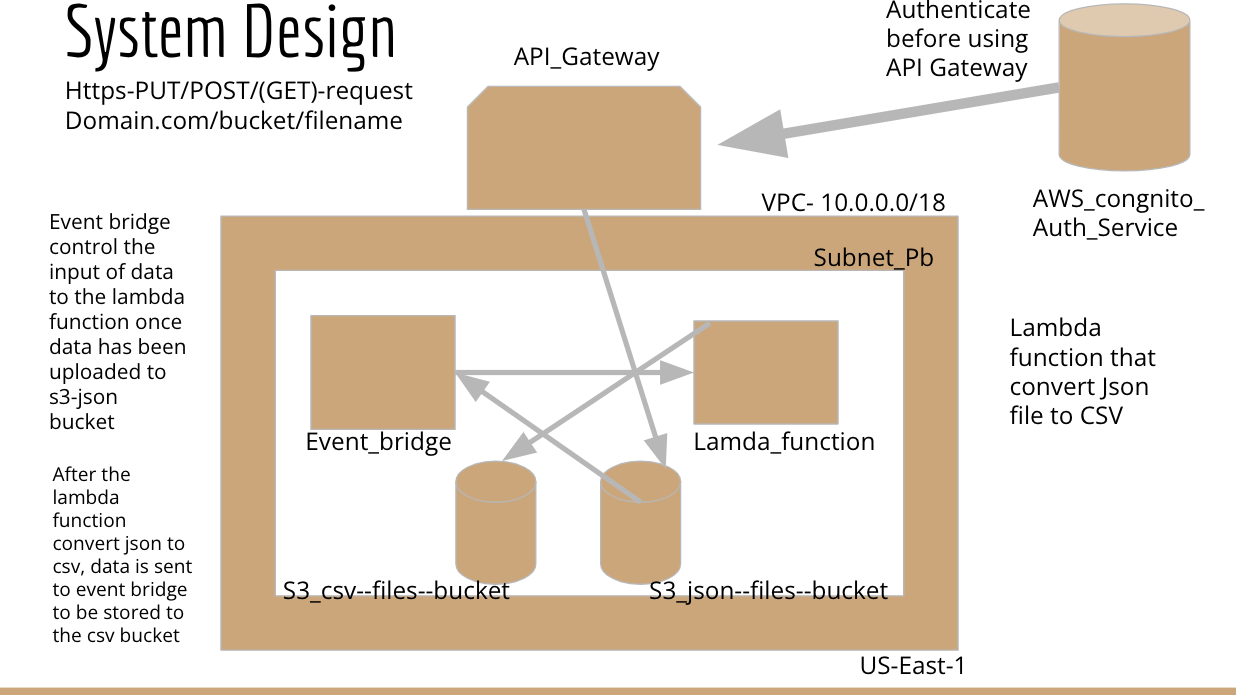 System Design
Https-PUT/POST/(GET)-request
Domain.com/bucket/filename
API_Gateway
Authenticate
before using
API Gateway
AWS_congnito_
Auth_Service
VPC- 10.0.0.0/18
Subnet_Pb
Event bridge
control the
input of data
to the lambda
function once
data has been
uploaded to
s3-json
bucket
After the
lambda
function
convert json to
csv, data is sent
to event bridge
to be stored to
the csv bucket
Event_bridge
Lamda_function
S3_csv--files--bucket
S3_json--files--bucket
Lambda
function that
convert Json
file to CSV
US-East-1